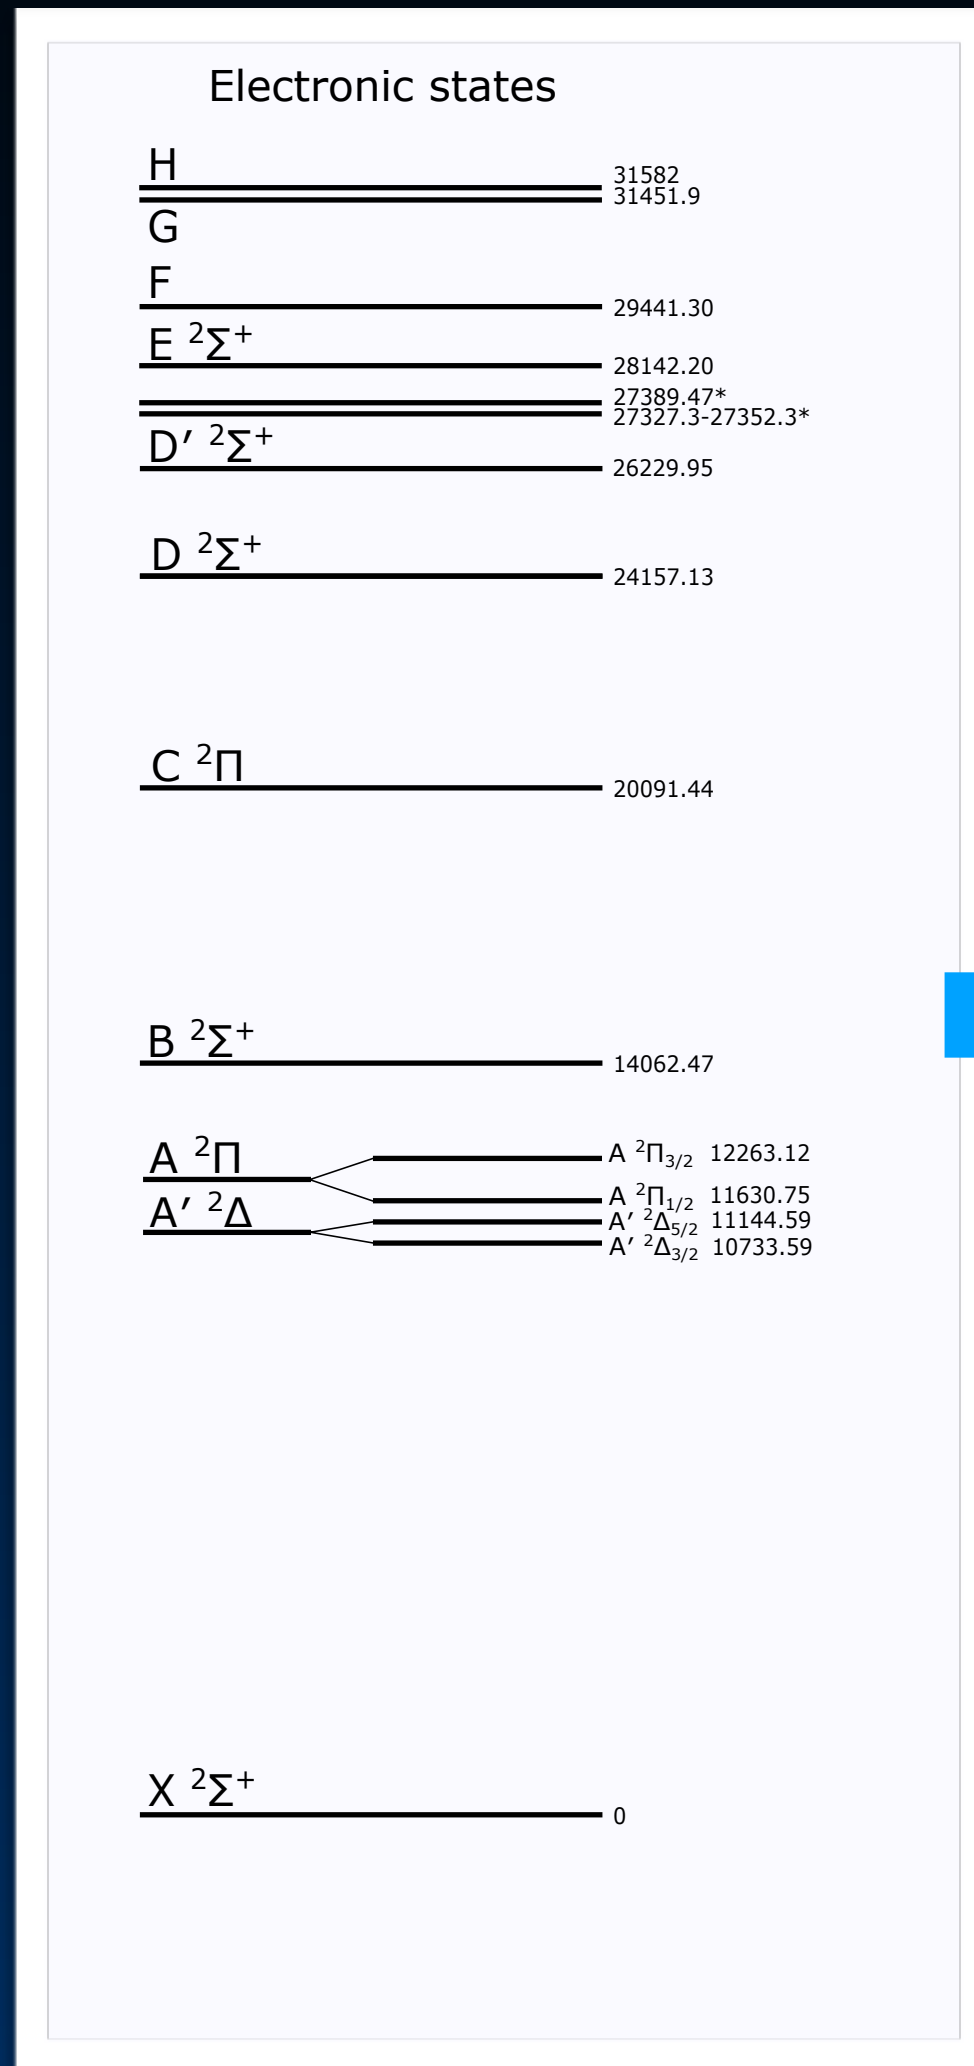 Electronic states
H
31582
31451.9
G
F
29441.30
E ²Σ⁺
28142.20
27389.47*
27327.3-27352.3*
D′ ²Σ⁺
26229.95
D ²Σ⁺
24157.13
C ²Π
20091.44
B ²Σ⁺
14062.47
A ²Π
A ²Π₃/₂ 12263.12
A ²Π₁/₂ 11630.75
A′ ²Δ
A′ ²Δ₅/₂ 11144.59
A′ ²Δ₃/₂ 10733.59
X ²Σ⁺
0